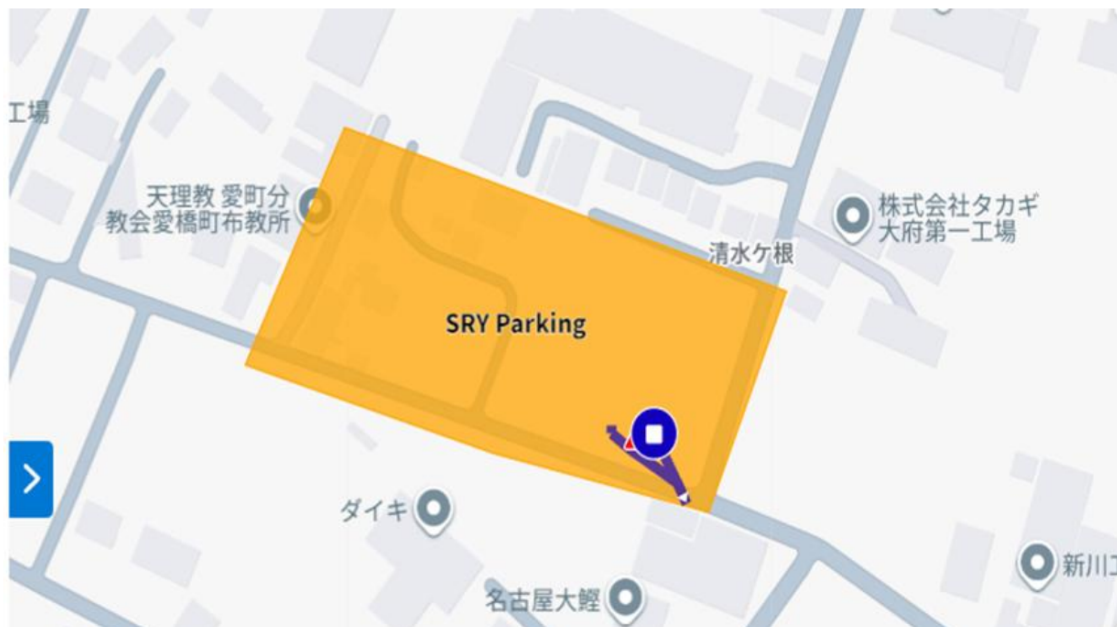 工場
天理教 愛町分
教会愛橋町布教所
株式会社タカギ
大府第一工場
清水ケ根
SRY Parking
ダイキ
名古屋大鰹
新川工